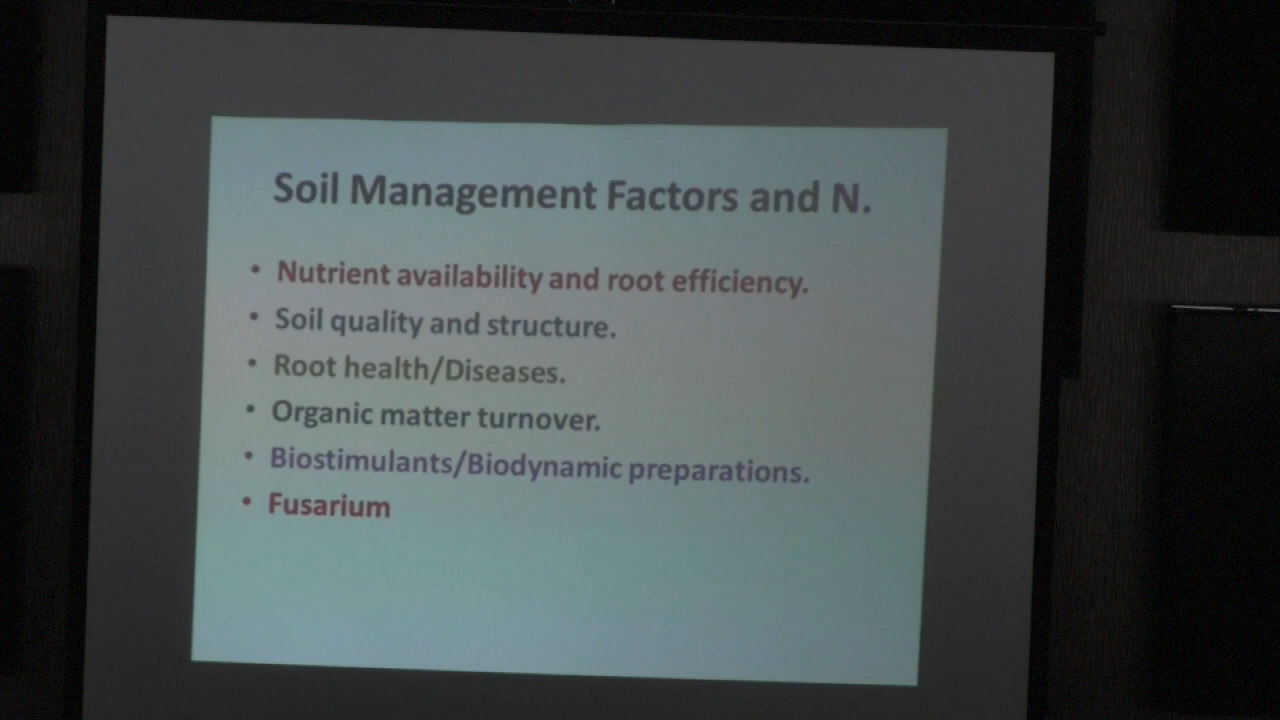 Soil Management Factors and N.
• Nutrient availability and root efficiency.
• Soil quality and structure.
• Root health/Diseases.
• Organic matter turnover.
• Biostimulants/Biodynamic preparations.
• Fusarium